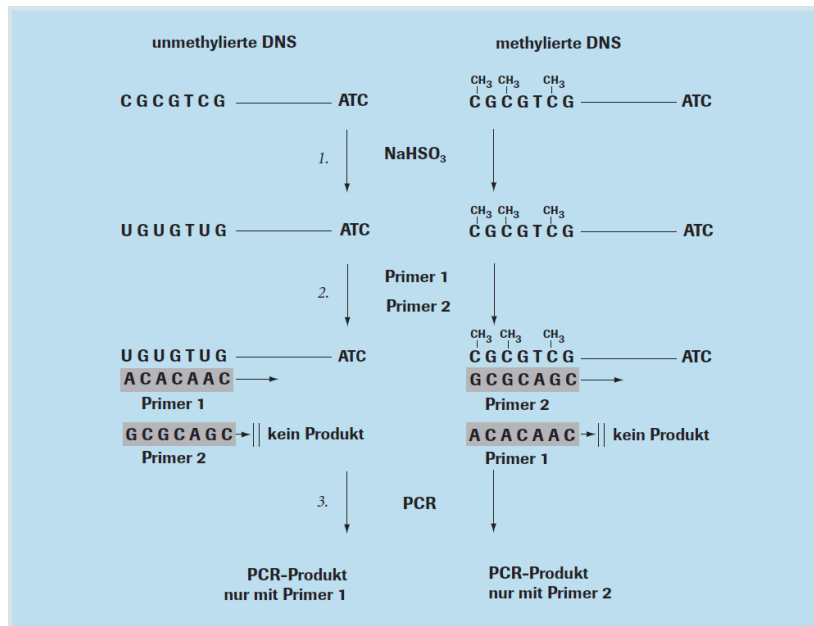 unmethylierte DNS
methylierte DNS
CH3 CH3 CH3
CGCGTCG ATC
CGCGTCG ATC
1.
NaHSO3
CH3 CH3 CH3
UGUGTUG ATC
CGCGTCG ATC
2.
Primer 1
Primer 2
CH3 CH3 CH3
UGUGTUG ATC
CGCGTCG ATC
ACACAAC
GCGCAGC
Primer 1
Primer 2
GCGCAGC kein Produkt
ACACAAC kein Produkt
Primer 2
Primer 1
3.
PCR
PCR-Produkt
nur mit Primer 1
PCR-Produkt
nur mit Primer 2